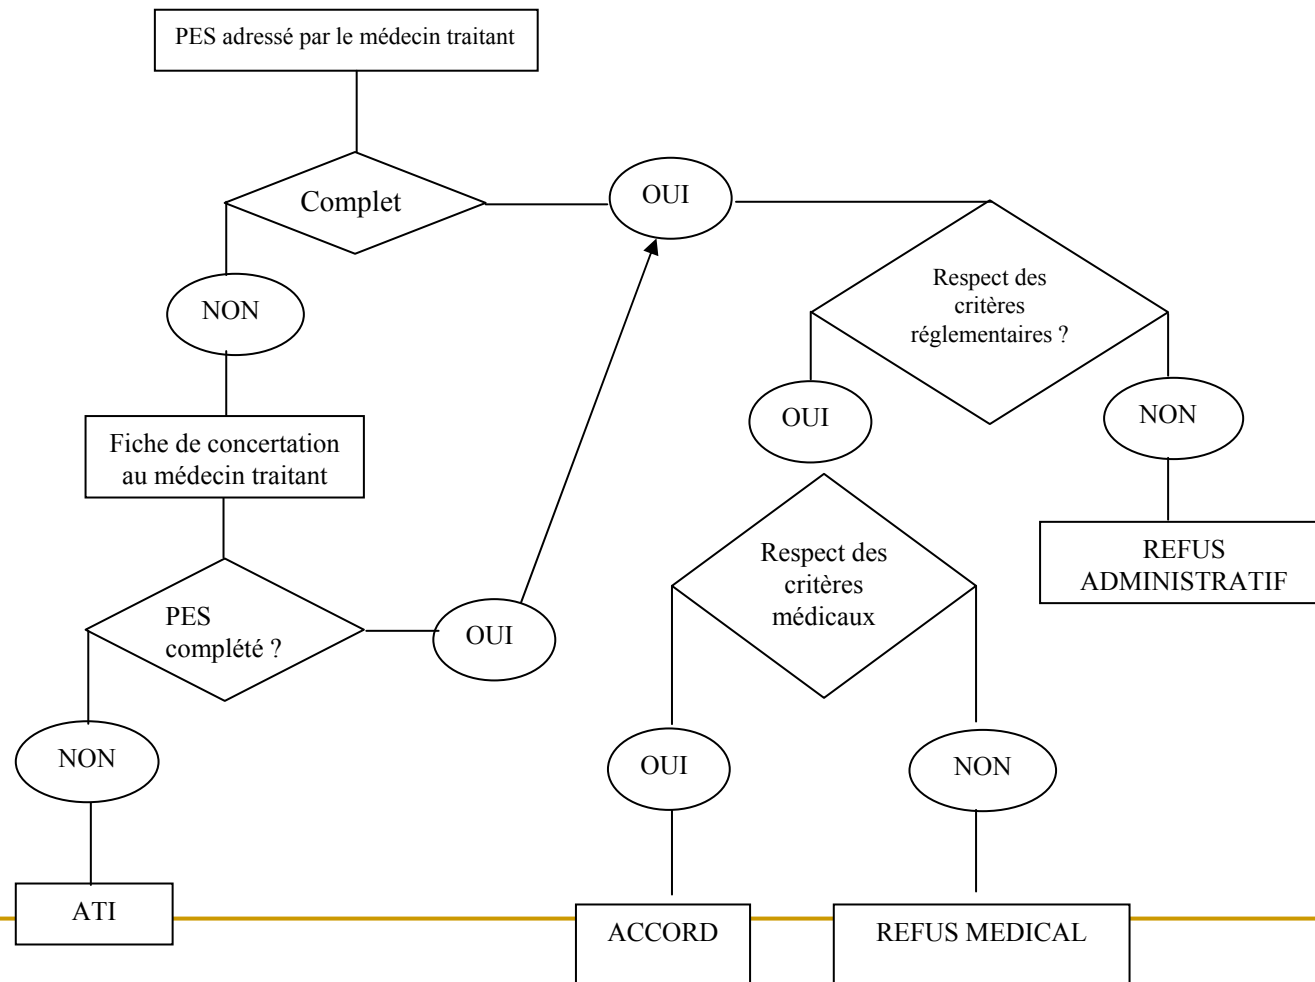 PES adressé par le médecin traitant
Complet
OUI
NON
Respect des
critères
réglementaires ?
OUI
NON
Fiche de concertation
au médecin traitant
REFUS
ADMINISTRATIF
Respect des
critères
médicaux
PES
complété ?
OUI
NON
OUI
NON
ATI
ACCORD
REFUS MEDICAL